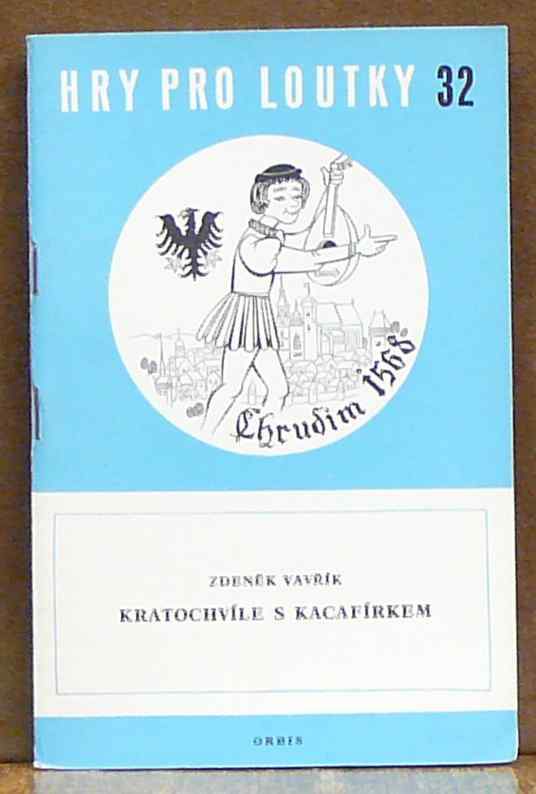 HRY PRO LOUTKY 32
Chrudim 1568
ZDENĚK VAVŘÍK
KRATOCHVÍLE S KACAFÍRKEM
ORBIS